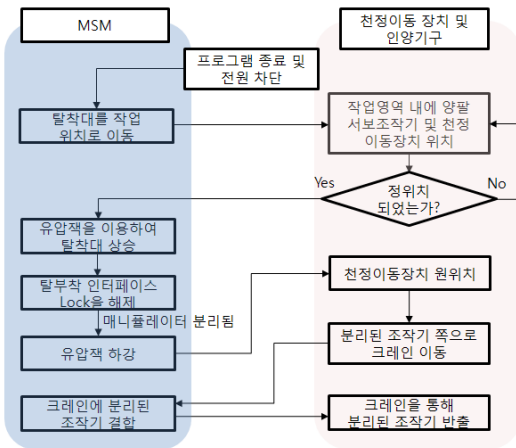 MSM
천정이동 장치 및
인양기구
프로그램 종료 및
전원 차단
탈착대를 작업
위치로 이동
작업영역 내에 양팔
서보조작기 및 천정
이동장치 위치
Yes
정위치
되었는가?
No
유압잭을 이용하여
탈착대 상승
탈부착 인터페이스
Lock을 해제
매니퓰레이터 분리됨
천정이동장치 원위치
유압잭 하강
분리된 조작기 쪽으로
크레인 이동
크레인에 분리된
조작기 결합
크레인을 통해
분리된 조작기 반출